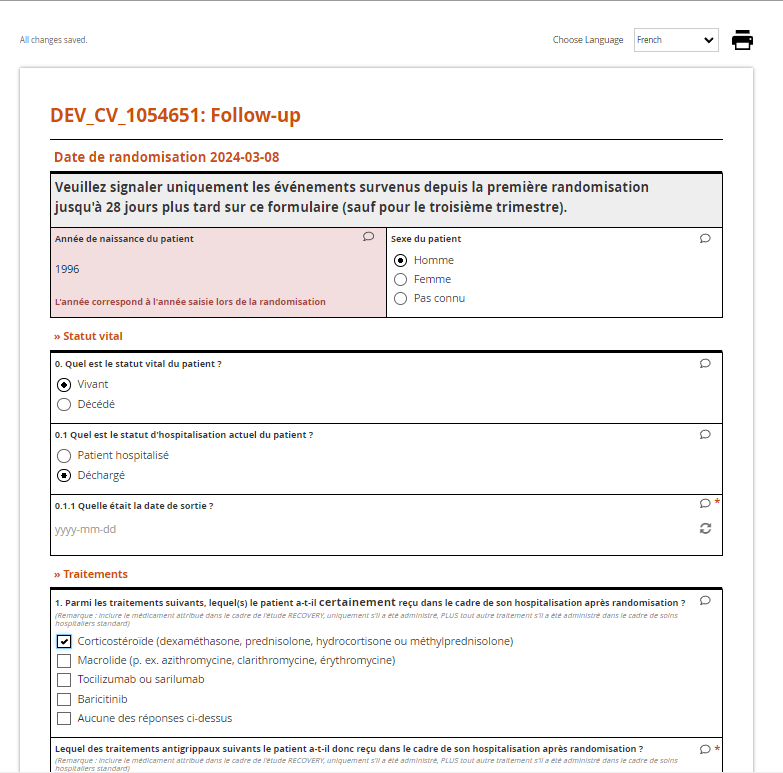 All changes saved.
Choose Language
French
DEV_CV_1054651: Follow-up
Date de randomisation 2024-03-08
Veuillez signaler uniquement les événements survenus depuis la première randomisation
jusqu'à 28 jours plus tard sur ce formulaire (sauf pour le troisième trimestre).
Année de naissance du patient
1996
L'année correspond à l'année saisie lors de la randomisation
Sexe du patient
Homme
Femme
Pas connu
» Statut vital
0. Quel est le statut vital du patient ?
Vivant
Décédé
0.1 Quel est le statut d'hospitalisation actuel du patient ?
Patient hospitalisé
Déchargé
0.1.1 Quelle était la date de sortie ?
*
yyyy-mm-dd
» Traitements
1. Parmi les traitements suivants, lequel(s) le patient a-t-il certainement reçu dans le cadre de son hospitalisation après randomisation ?
(Remarque : Inclure le médicament attribué dans le cadre de l'étude RECOVERY, uniquement s'il a été administré, PLUS tout autre traitement s'il a été administré dans le cadre de soins
hospitaliers standard)
Corticostéroïde (dexaméthasone, prednisolone, hydrocortisone ou méthylprednisolone)
Macrolide (p. ex. azithromycine, clarithromycine, érythromycine)
Tocilizumab ou sarilumab
Baricitinib
Aucune des réponses ci-dessus
Lequel des traitements antigrippaux suivants le patient a-t-il donc reçu dans le cadre de son hospitalisation après randomisation ?
*
(Remarque : Inclure le médicament attribué dans le cadre de l'étude RECOVERY, uniquement s'il a été administré, PLUS tout autre traitement s'il a été administré dans le cadre de soins
hospitaliers standard)